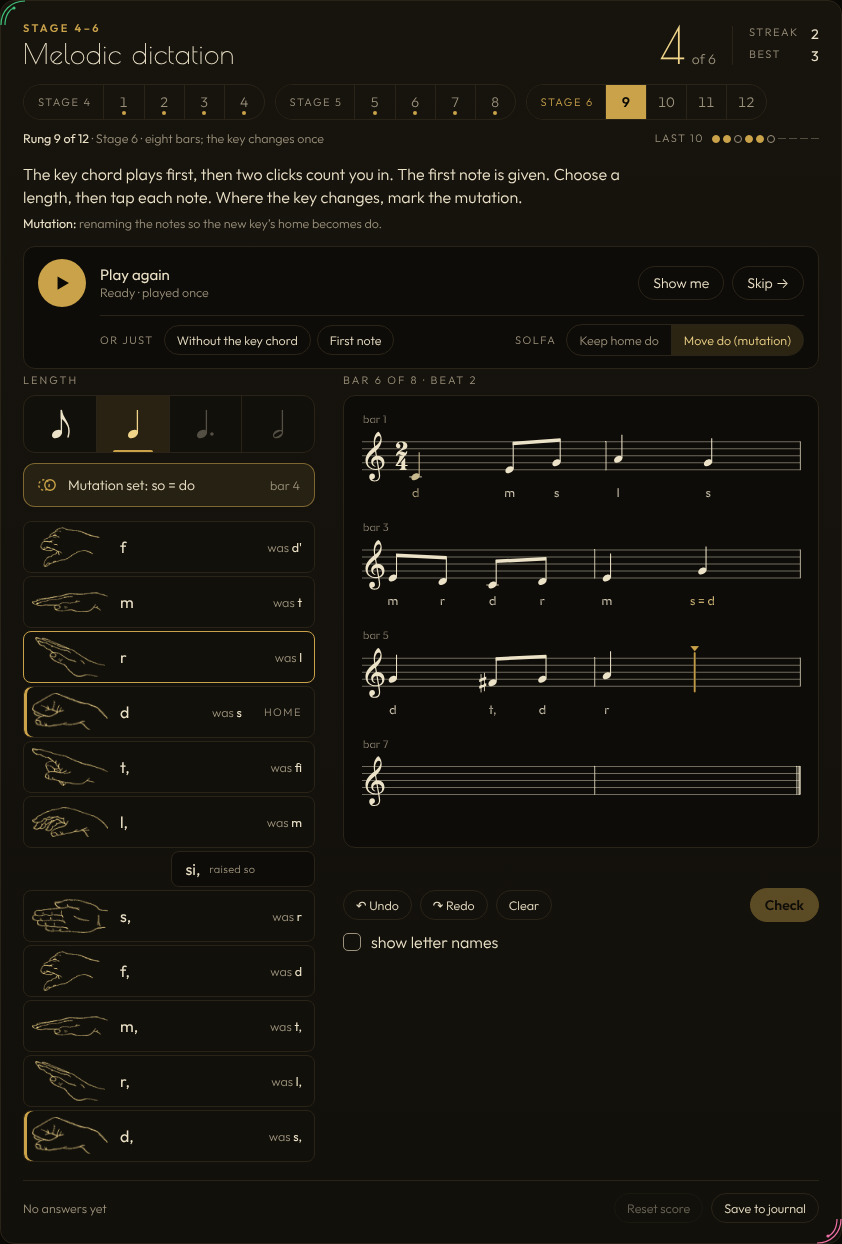 STAGE 4–6
Melodic dictation
4 of 6
STREAK 2
BEST 3
STAGE 4 1 2 3 4 STAGE 5 5 6 7 8 STAGE 6 9 10 11 12
Rung 9 of 12 · Stage 6 · eight bars; the key changes once
LAST 10
The key chord plays first, then two clicks count you in. The first note is given. Choose a
length, then tap each note. Where the key changes, mark the mutation.
Mutation: renaming the notes so the new key's home becomes do.
Play again
Ready · played once
Show me
Skip →
OR JUST Without the key chord First note
SOLFA Keep home do Move do (mutation)
LENGTH
Mutation set: so = do bar 4
f was d'
m was t
r was l
d was s HOME
t, was fi
l, was m
si, raised so
s, was r
f, was d
m, was t,
r, was l,
d, was s,
BAR 6 OF 8 · BEAT 2
bar 1
2
4
d m s l s
bar 3
m r d r m s = d
bar 5
d t, d r
bar 7
↶ Undo ↷ Redo Clear
Check
show letter names
No answers yet
Reset score
Save to journal